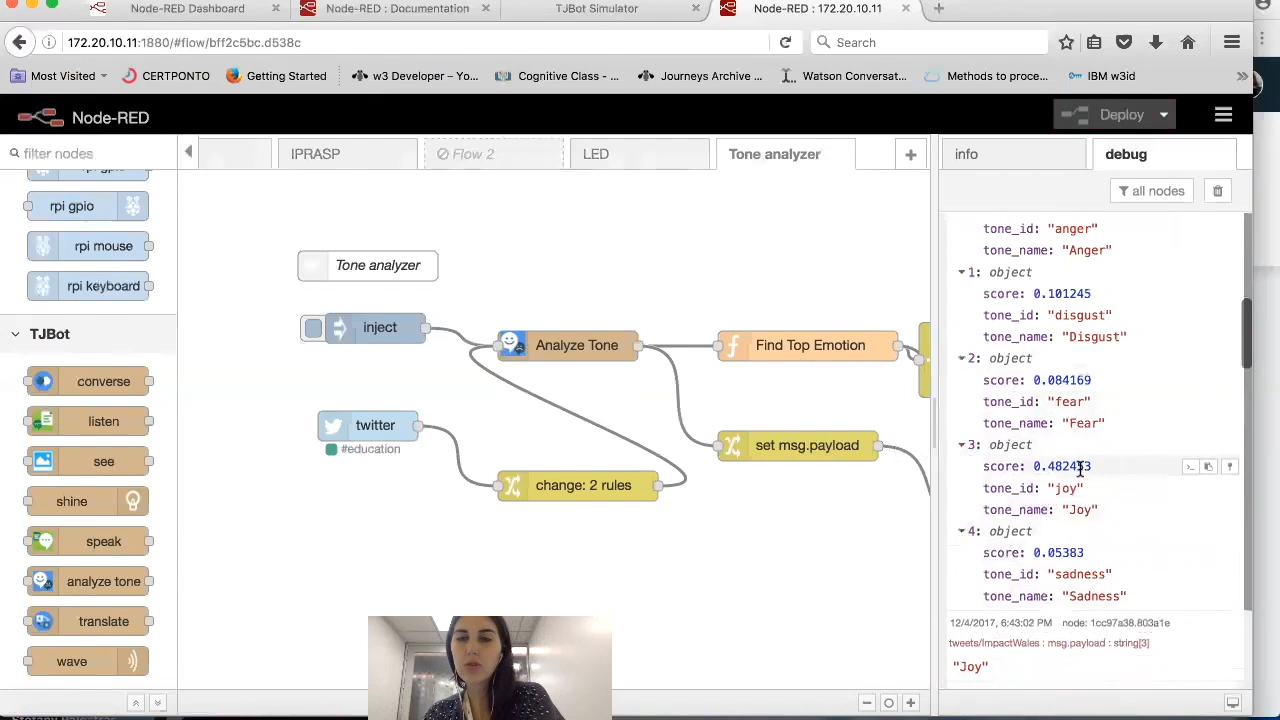 Node-RED Dashboard
Node-RED : Documentation
TJBot Simulator
Node-RED : 172.20.10.11
172.20.10.11:1880/#flow/bff2c5bc.d538c
Search
Most Visited
CERTPONTO
Getting Started
w3 Developer – Yo...
Cognitive Class - ...
Journeys Archive ...
Watson Conversat...
Methods to proce...
IBM w3id
Node-RED
Deploy
filter nodes
IPRASP
Flow 2
LED
Tone analyzer
info
debug
all nodes
rpi gpio
rpi gpio
rpi mouse
rpi keyboard
TJBot
converse
listen
see
shine
speak
analyze tone
translate
wave
Tone analyzer
inject
Analyze Tone
Find Top Emotion
twitter
#education
change: 2 rules
set msg.payload
tone_id: "anger"
tone_name: "Anger"
1: object
score: 0.101245
tone_id: "disgust"
tone_name: "Disgust"
2: object
score: 0.084169
tone_id: "fear"
tone_name: "Fear"
3: object
score:
tone_id: "joy"
tone_name: "Joy"
4: object
score: 0.05383
tone_id: "sadness"
tone_name: "Sadness"
12/4/2017, 6:43:02 PM node: 1cc97a38.803a1e
tweets/ImpactWales : msg.payload : string[3]
"Joy"